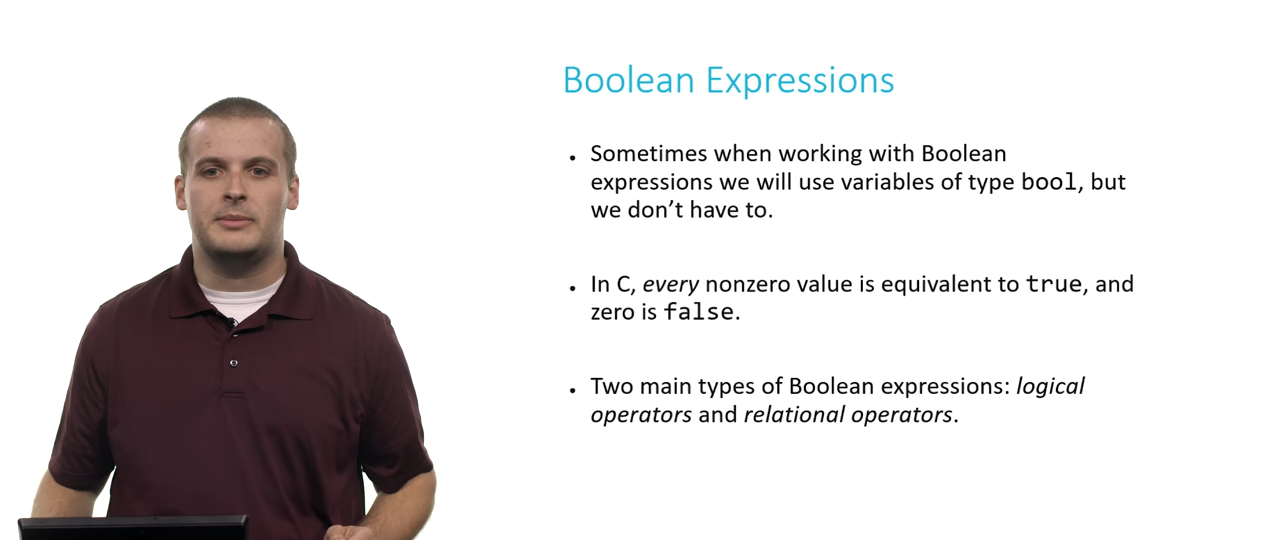 Boolean Expressions
• Sometimes when working with Boolean
expressions we will use variables of type bool, but
we don’t have to.
• In C, every nonzero value is equivalent to true, and
zero is false.
• Two main types of Boolean expressions: logical
operators and relational operators.